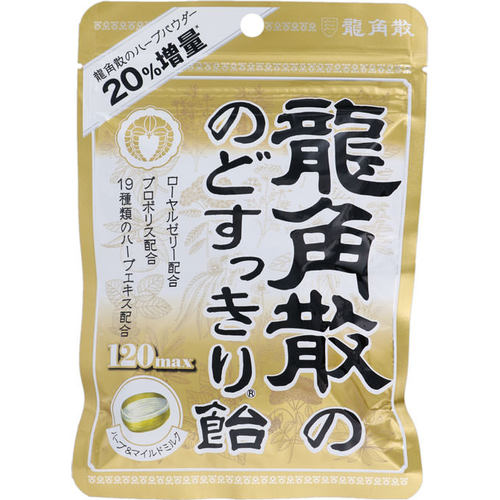 龍角散
龍角散のハーブパウダー
20%増量*
龍角散の
のどすっきり飴®
ローヤルゼリー配合
プロポリス配合
19種類のハーブエキス配合
120max
ハーブ&マイルドミルク